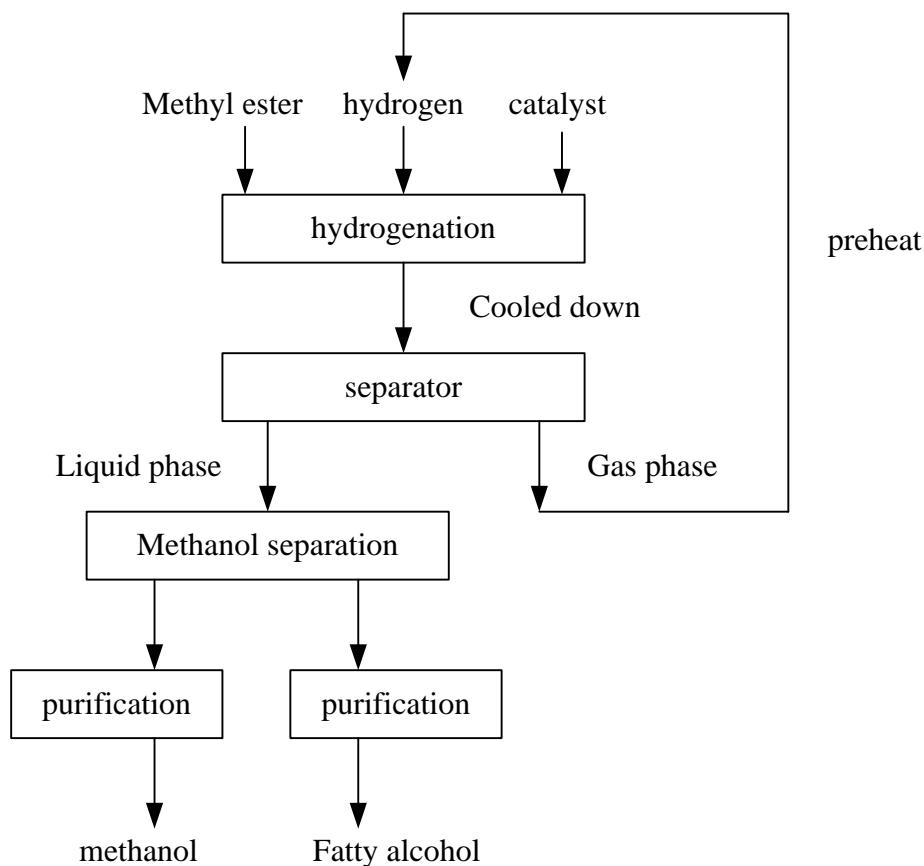 Methyl ester
hydrogen
catalyst
hydrogenation
preheat
Cooled down
separator
Liquid phase
Gas phase
Methanol separation
purification
purification
methanol
Fatty alcohol